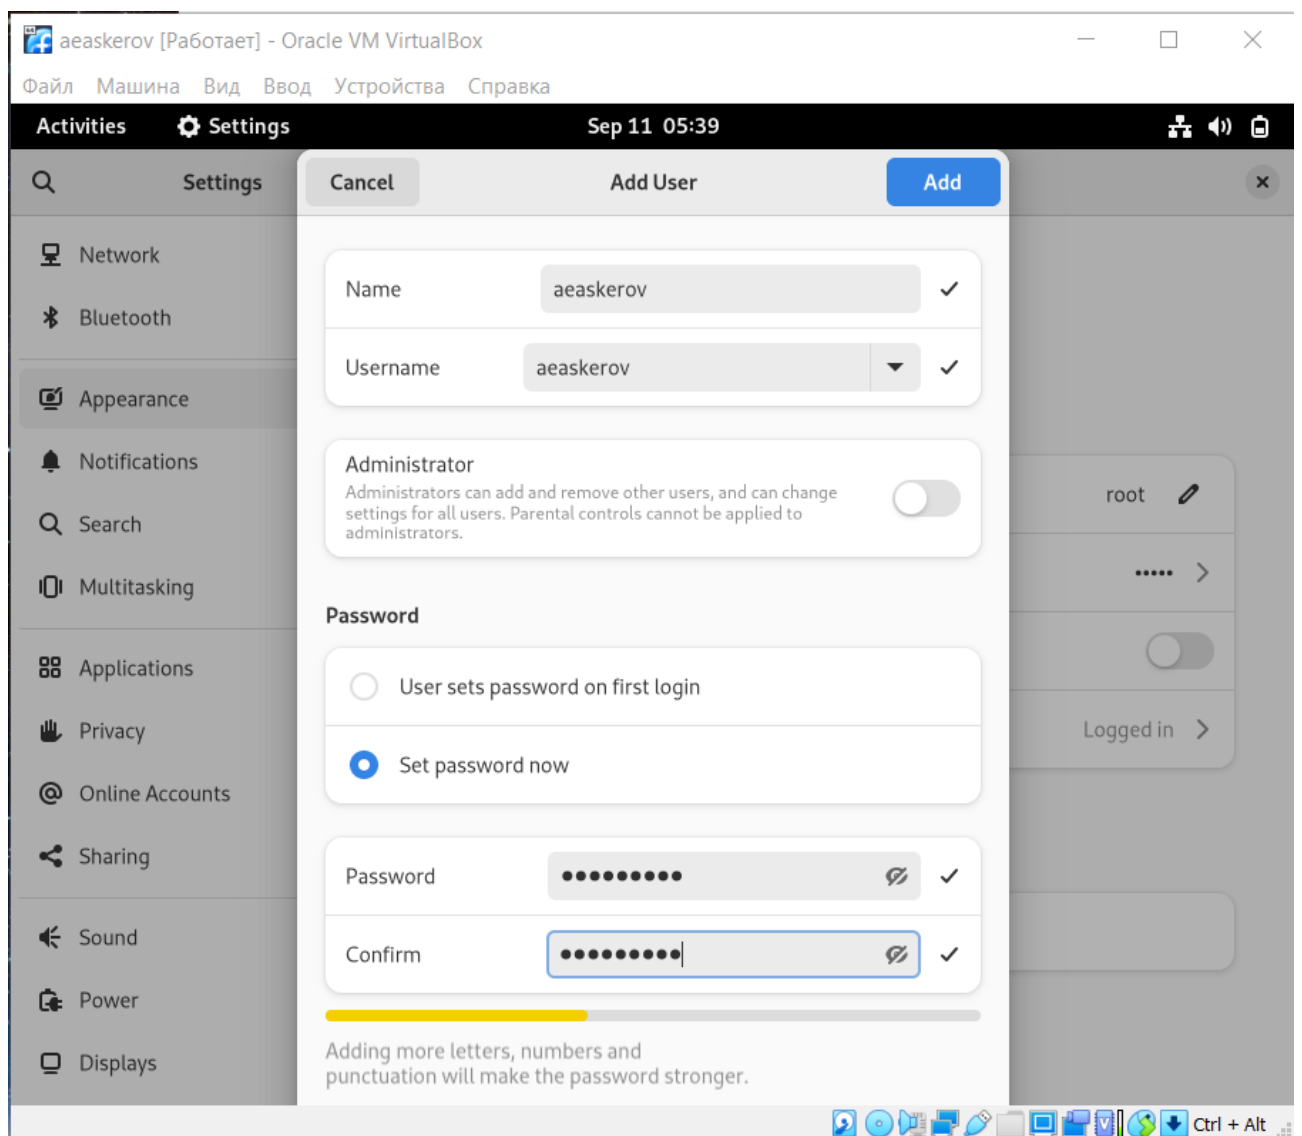 aeaskerov [Работает] - Oracle VM VirtualBox
Файл Машина Вид Ввод Устройства Справка
Activities Settings Sep 11 05:39
Settings
Cancel Add User Add
Network
Bluetooth
Appearance
Notifications
Search
Multitasking
Applications
Privacy
Online Accounts
Sharing
Sound
Power
Displays
Name aeaskerov
Username aeaskerov
Administrator
Administrators can add and remove other users, and can change
settings for all users. Parental controls cannot be applied to
administrators.
Password
User sets password on first login
Set password now
Password •••••••••
Confirm •••••••••
Adding more letters, numbers and
punctuation will make the password stronger.
root
•••••
Logged in
Ctrl + Alt